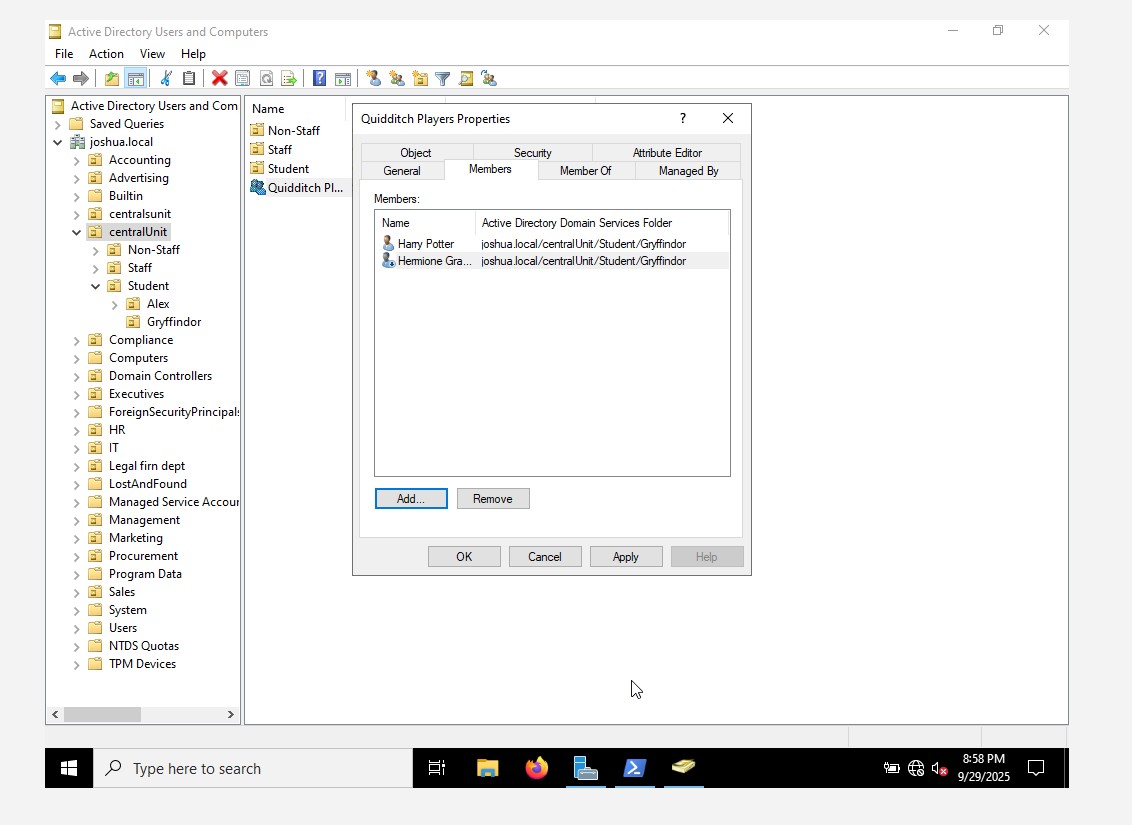 Active Directory Users and Computers
File Action View Help
Active Directory Users and Com
Saved Queries
joshua.local
Accounting
Advertising
Builtin
centralsunit
centralUnit
Non-Staff
Staff
Student
Alex
Gryffindor
Compliance
Computers
Domain Controllers
Executives
ForeignSecurityPrincipals
HR
IT
Legal firn dept
LostAndFound
Managed Service Accour
Management
Marketing
Procurement
Program Data
Sales
System
Users
NTDS Quotas
TPM Devices
Name
Non-Staff
Staff
Student
Quidditch Pl...
Quidditch Players Properties
?
Object Security Attribute Editor
General Members Member Of Managed By
Members:
Name Active Directory Domain Services Folder
Harry Potter joshua.local/centralUnit/Student/Gryffindor
Hermione Gra... joshua.local/centralUnit/Student/Gryffindor
Add... Remove
OK Cancel Apply Help
Type here to search
8:58 PM
9/29/2025